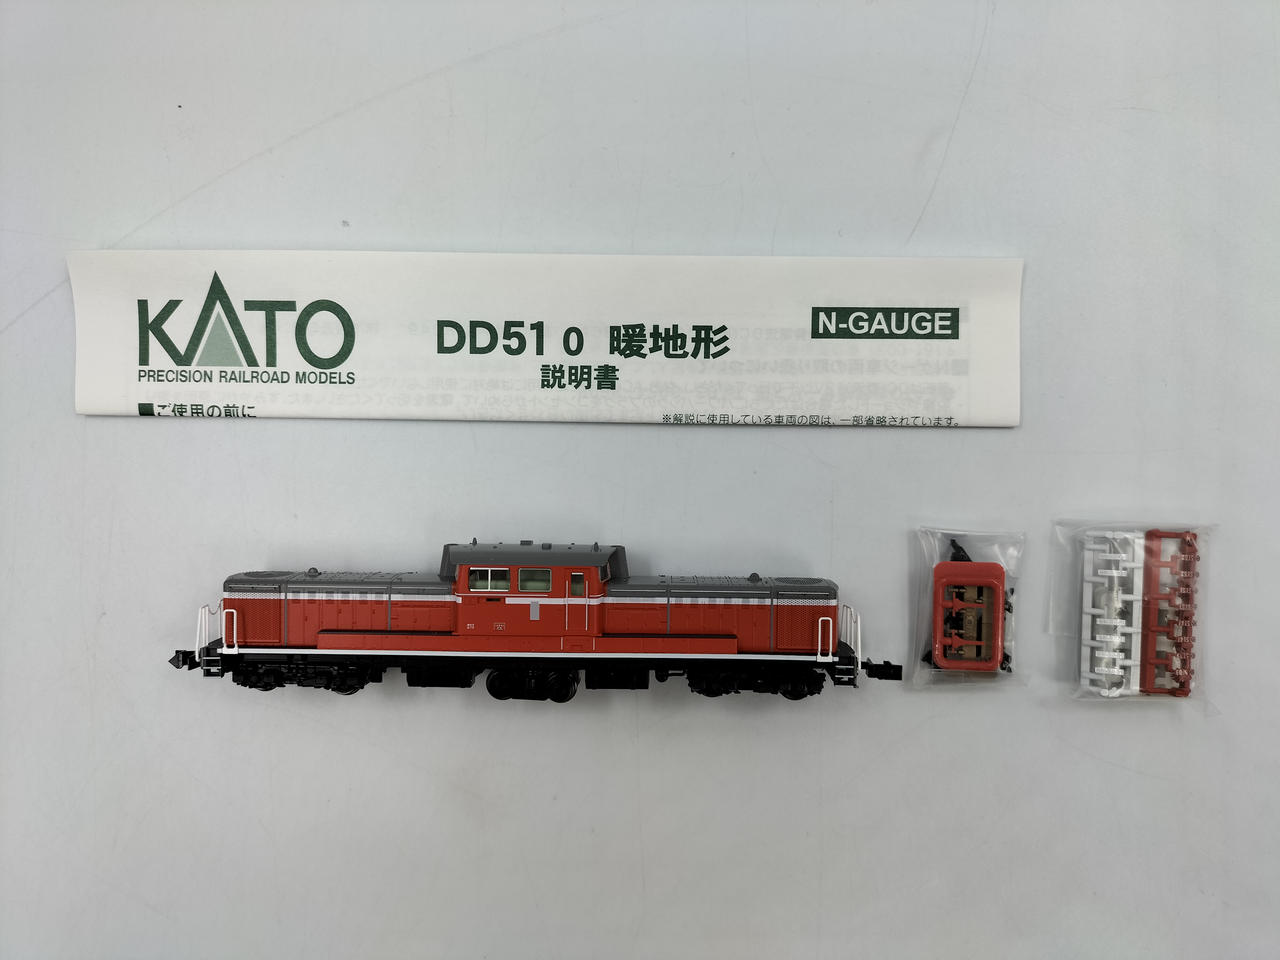 KATO
PRECISION RAILROAD MODELS
DD51 0 暖地形
説明書
N-GAUGE
■ご使用の前に
※解説に使用している車両の図は、一部省略されています。